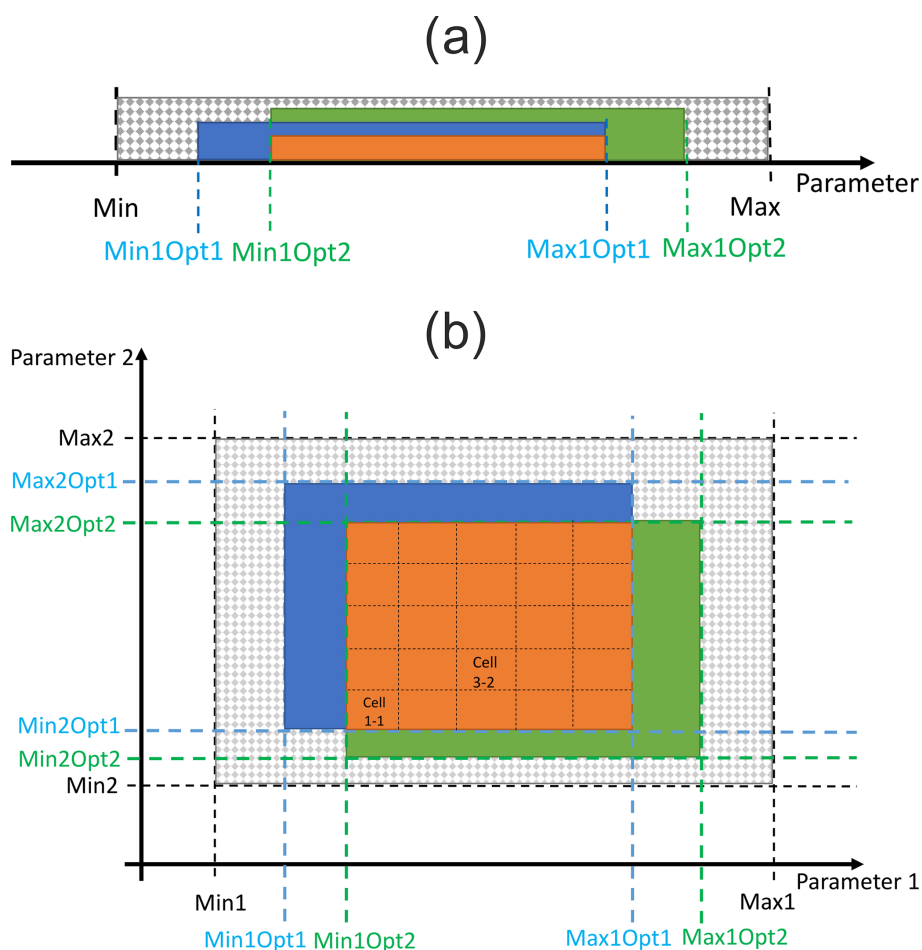 (a)
Parameter
Min
Max
Min1Opt1
Min1Opt2
Max1Opt1
Max1Opt2
(b)
Parameter 2
Max2
Max2Opt1
Max2Opt2
Cell
3-2
Cell
1-1
Min2Opt1
Min2Opt2
Min2
Parameter 1
Min1
Max1
Min1Opt1
Min1Opt2
Max1Opt1
Max1Opt2